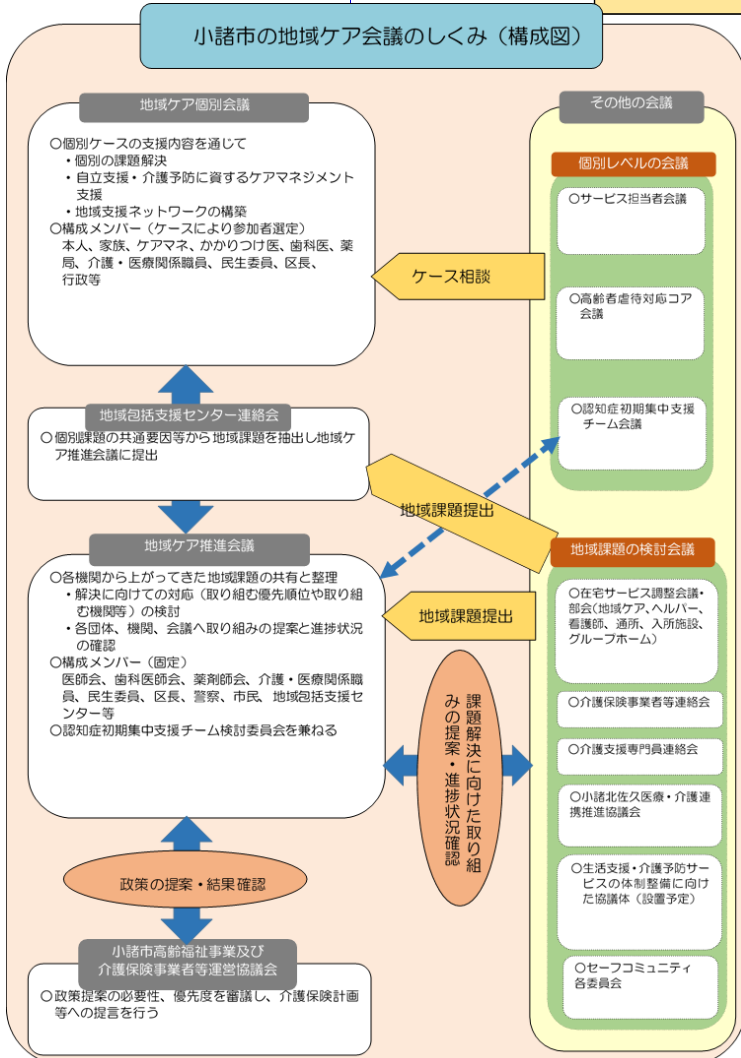 小諸市の地域ケア会議のしくみ（構成図）
地域ケア個別会議
○個別ケースの支援内容を通じて
・個別の課題解決
・自立支援・介護予防に資するケアマネジメント
支援
・地域支援ネットワークの構築
○構成メンバー（ケースにより参加者選定）
本人、家族、ケアマネ、かかりつけ医、歯科医、薬
局、介護・医療関係職員、民生委員、区長、
行政等
地域包括支援センター連絡会
○個別課題の共通要因等から地域課題を抽出し地域ケ
ア推進会議に提出
地域ケア推進会議
○各機関から上がってきた地域課題の共有と整理
・解決に向けての対応（取り組む優先順位や取り組
む機関等）の検討
・各団体、機関、会議へ取り組みの提案と進捗状況
の確認
○構成メンバー（固定）
医師会、歯科医師会、薬剤師会、介護・医療関係職
員、民生委員、区長、警察、市民、地域包括支援セ
ンター等
○認知症初期集中支援チーム検討委員会を兼ねる
政策の提案・結果確認
小諸市高齢福祉事業及び
介護保険事業者等運営協議会
○政策提案の必要性、優先度を審議し、介護保険計画
等への提言を行う
ケース相談
地域課題提出
地域課題提出
課題解決に向けた取り組
みの提案・進捗状況確認
その他の会議
個別レベルの会議
○サービス担当者会議
○高齢者虐待対応コア
会議
○認知症初期集中支援
チーム会議
地域課題の検討会議
○在宅サービス調整会議・
部会（地域ケア、ヘルパー、
看護師、通所、入所施設、
グループホーム）
○介護保険事業者等連絡会
○介護支援専門員連絡会
○小諸北佐久医療・介護連
携推進協議会
○生活支援・介護予防サー
ビスの体制整備に向け
た協議体（設置予定）
○セーフコミュニティ
各委員会